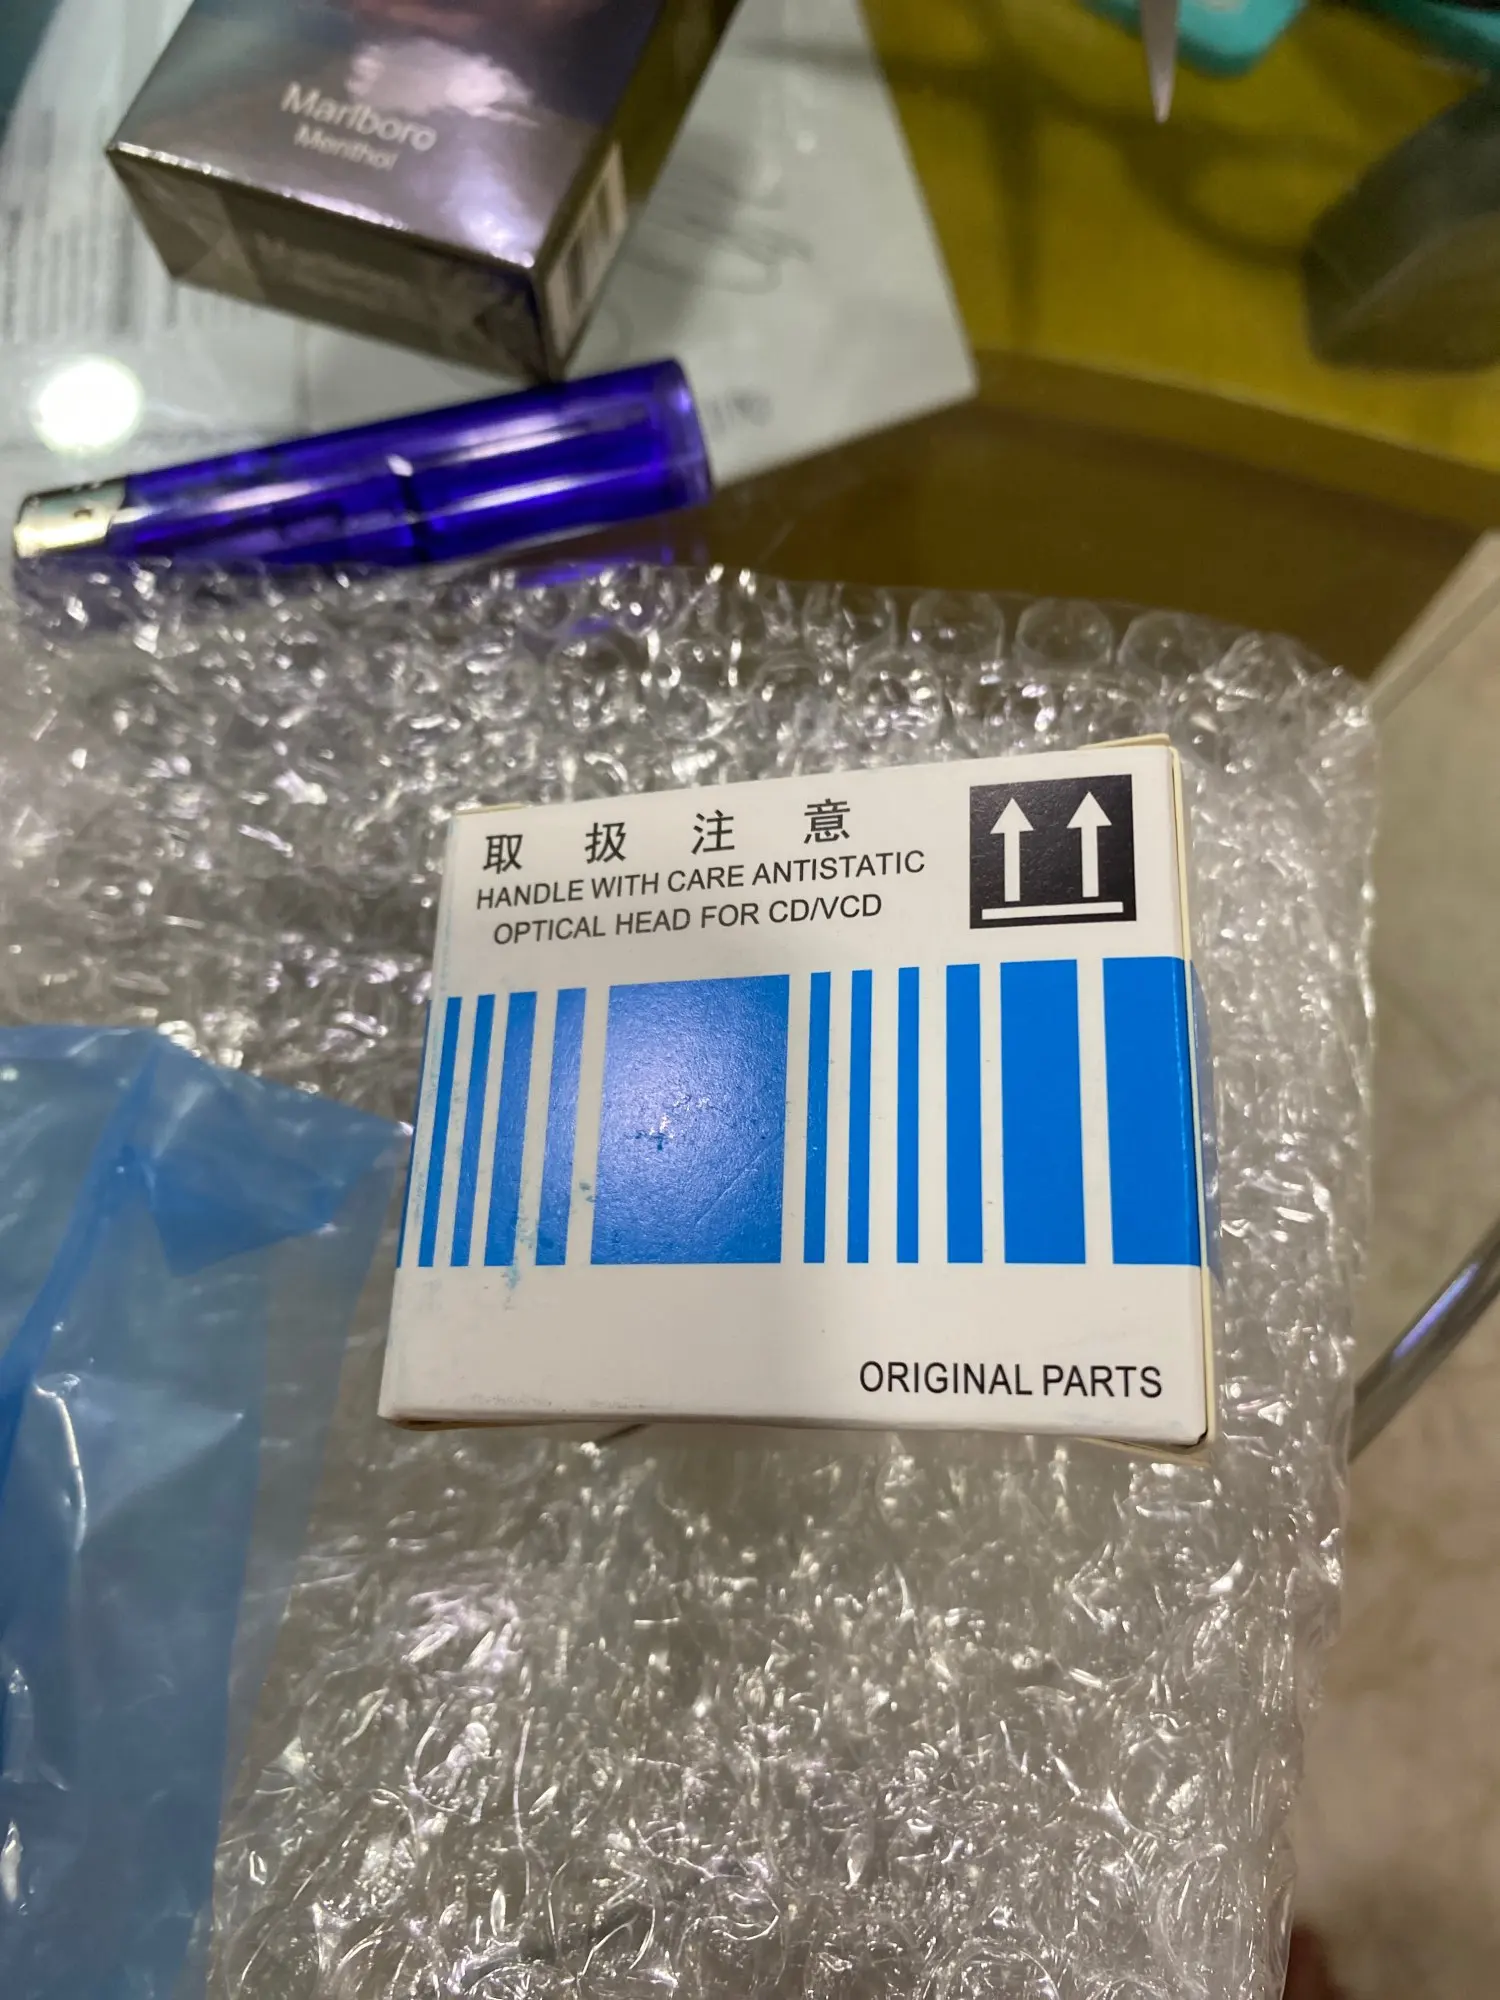 Marlboro
Menthol
取 扱 注 意
HANDLE WITH CARE ANTISTATIC
OPTICAL HEAD FOR CD/VCD
ORIGINAL PARTS